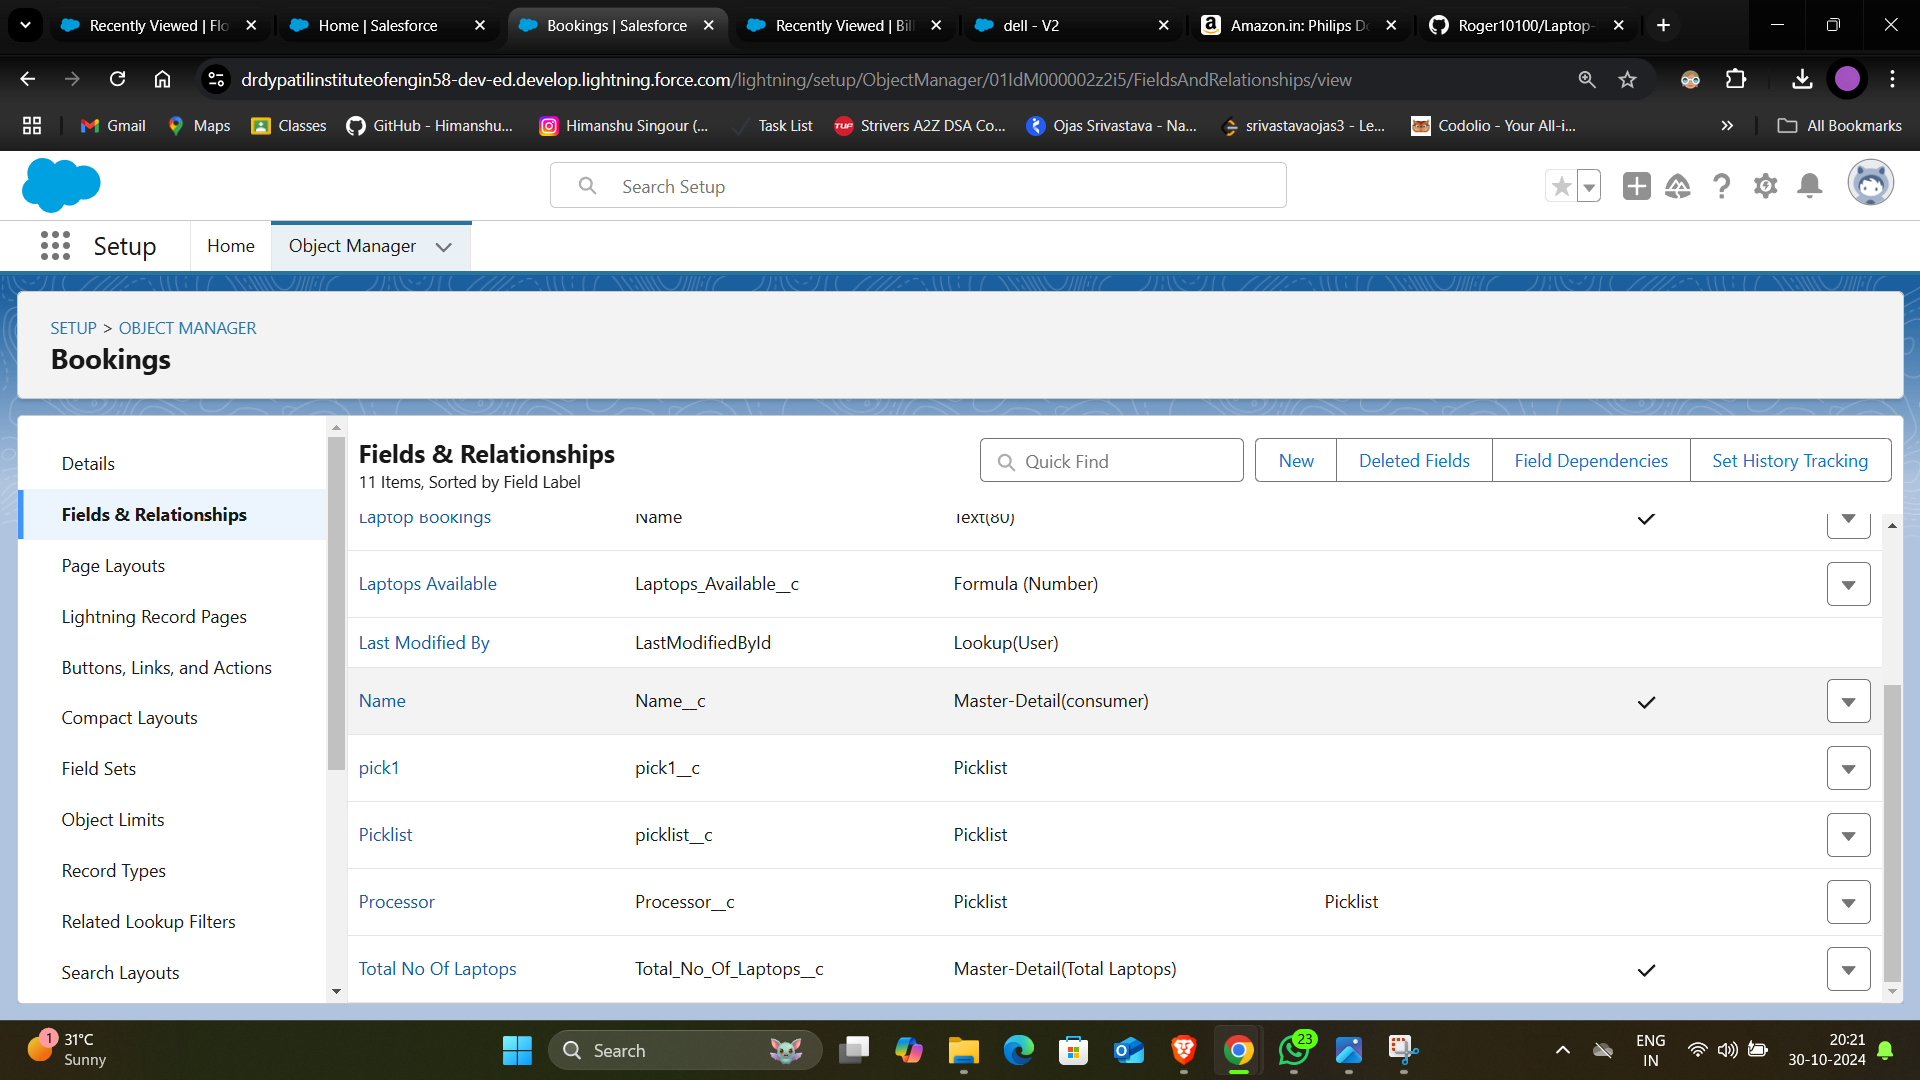 Recently Viewed | Flo
Home | Salesforce
Bookings | Salesforce
Recently Viewed | Bill
dell - V2
Amazon.in: Philips Do
Roger10100/Laptop-
drdypatilinstituteofengin58-dev-ed.develop.lightning.force.com/lightning/setup/ObjectManager/01IdM000002z2i5/FieldsAndRelationships/view
Gmail
Maps
Classes
GitHub - Himanshu...
Himanshu Singour (...
Task List
TUF
Strivers A2Z DSA Co...
Ojas Srivastava - Na...
srivastavaojas3 - Le...
Codolio - Your All-i...
All Bookmarks
Search Setup
Setup
Home
Object Manager
SETUP > OBJECT MANAGER
Bookings
Details
Fields & Relationships
Page Layouts
Lightning Record Pages
Buttons, Links, and Actions
Compact Layouts
Field Sets
Object Limits
Record Types
Related Lookup Filters
Search Layouts
Fields & Relationships
11 Items, Sorted by Field Label
Quick Find
New
Deleted Fields
Field Dependencies
Set History Tracking
Laptop Bookings Name Text(80)
Laptops Available Laptops_Available__c Formula (Number)
Last Modified By LastModifiedById Lookup(User)
Name Name__c Master-Detail(consumer)
pick1 pick1__c Picklist
Picklist picklist__c Picklist
Processor Processor__c Picklist Picklist
Total No Of Laptops Total_No_Of_Laptops__c Master-Detail(Total Laptops)
1
31°C
Sunny
Search
23
ENG
IN
20:21
30-10-2024